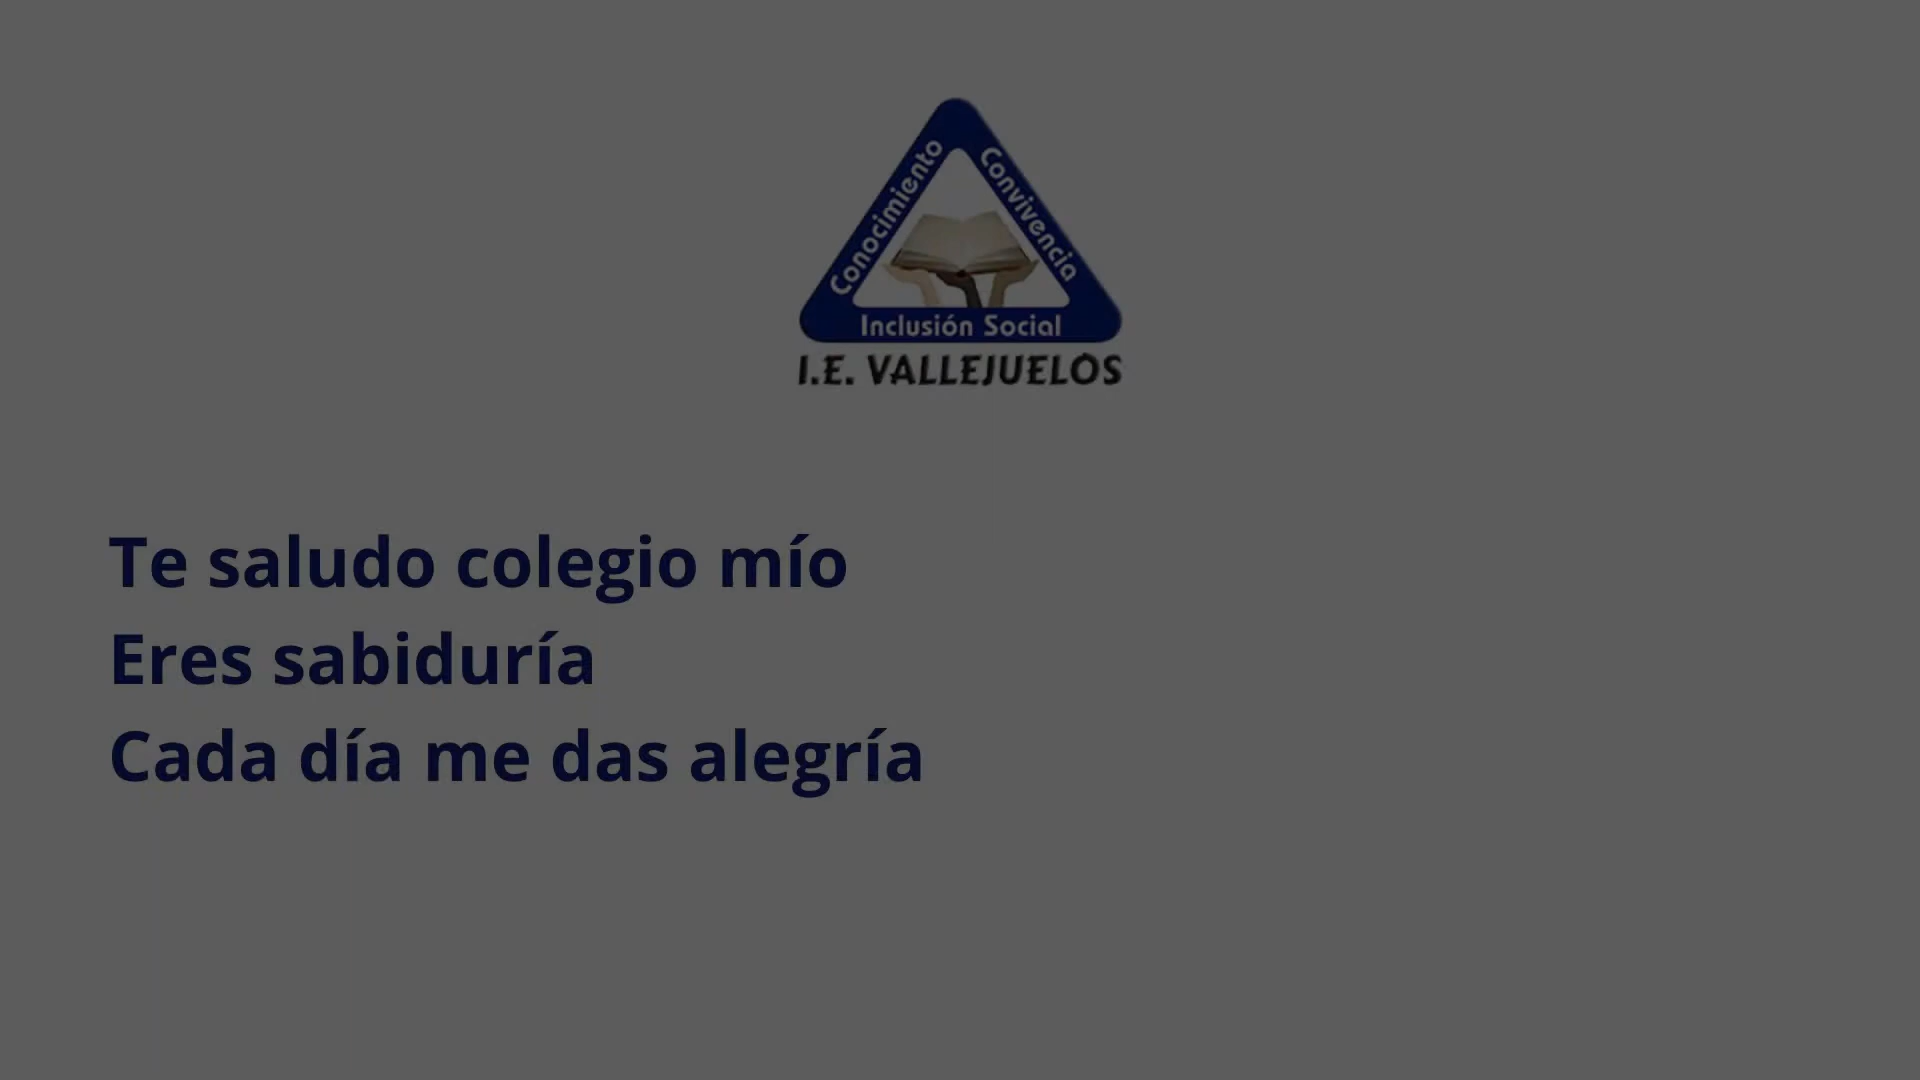 Conocimiento
Convivencia
Inclusión Social
I.E. VALLEJUELOS
Te saludo colegio mío
Eres sabiduría
Cada día me das alegría